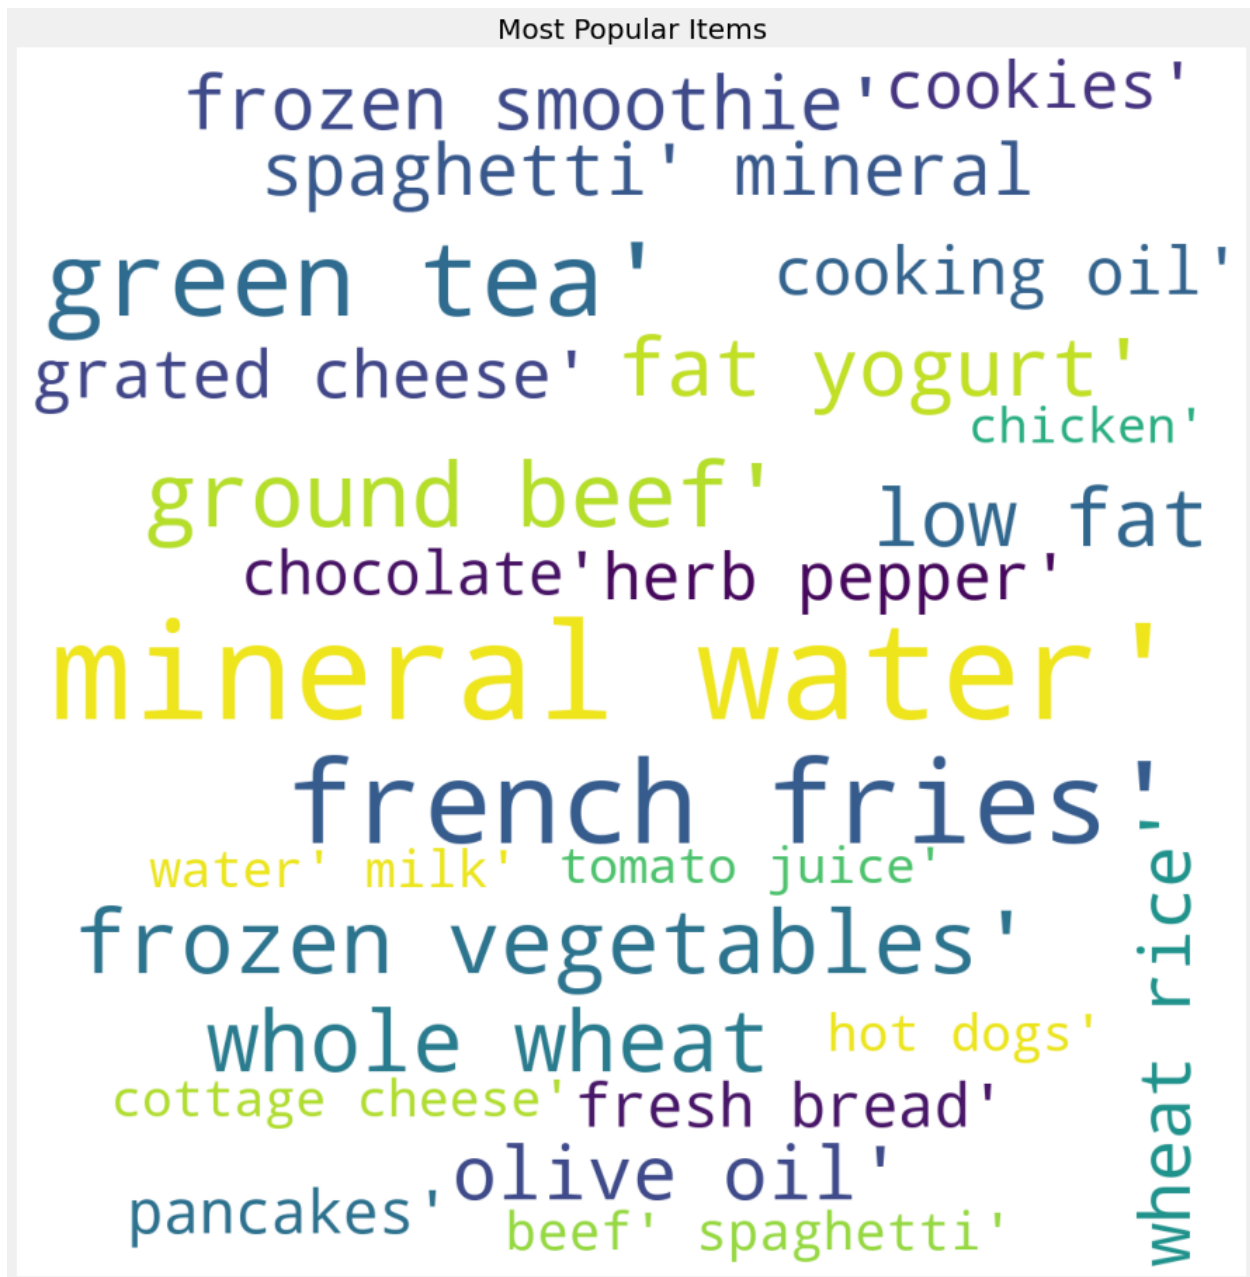 Most Popular Items
frozen smoothie'
cookies'
spaghetti' mineral
green tea'
cooking oil'
grated cheese'
fat yogurt'
chicken'
ground beef'
low fat
chocolate'
herb pepper'
mineral water'
french fries'
water' milk'
tomato juice'
wheat rice'
frozen vegetables'
whole wheat
hot dogs'
cottage cheese'
fresh bread'
olive oil'
pancakes'
beef' spaghetti'